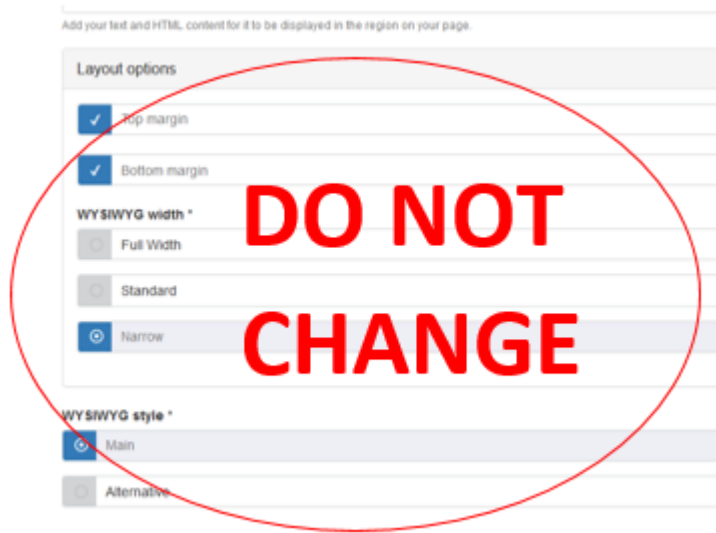 Add your text and HTML content for it to be displayed in the region on your page.
Layout options
Top margin
Bottom margin
WYSIWYG width *
Full Width
Standard
Narrow
DO NOT
CHANGE
WYSIWYG style *
Main
Alternative